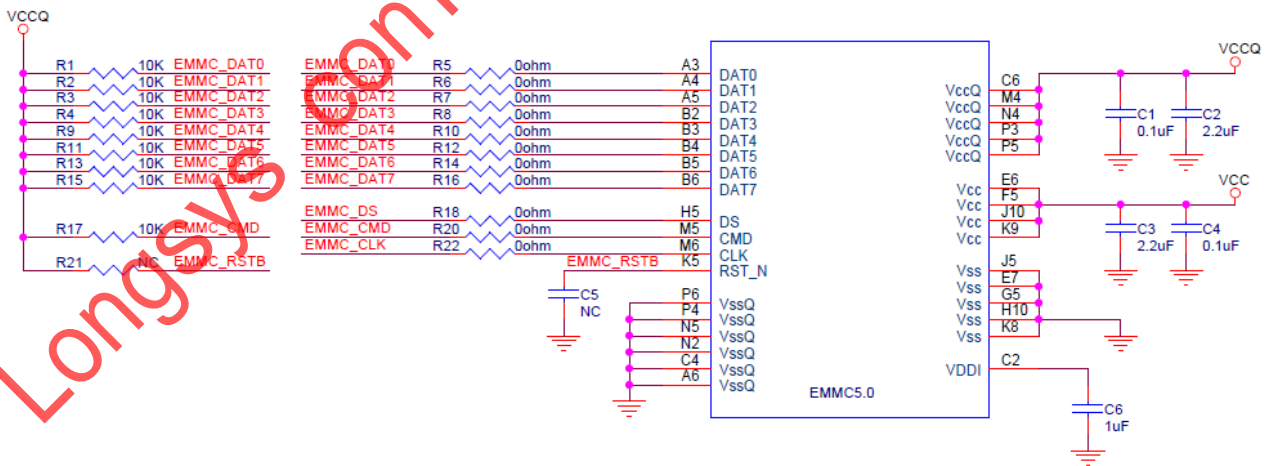 VCCQ
R1 10K EMMC_DAT0
R2 10K EMMC_DAT1
R3 10K EMMC_DAT2
R4 10K EMMC_DAT3
R9 10K EMMC_DAT4
R11 10K EMMC_DAT5
R13 10K EMMC_DAT6
R15 10K EMMC_DAT7
R17 10K EMMC_CMD
R21 NC EMMC_RSTB
EMMC_DAT0 R5 0ohm A3 DAT0
EMMC_DAT1 R6 0ohm A4 DAT1
EMMC_DAT2 R7 0ohm A5 DAT2
EMMC_DAT3 R8 0ohm B2 DAT3
EMMC_DAT4 R10 0ohm B3 DAT4
EMMC_DAT5 R12 0ohm B4 DAT5
EMMC_DAT6 R14 0ohm B5 DAT6
EMMC_DAT7 R16 0ohm B6 DAT7
EMMC_DS R18 0ohm H5 DS
EMMC_CMD R20 0ohm M5 CMD
EMMC_CLK R22 0ohm M6 CLK
EMMC_RSTB K5 RST_N
C5
NC
P6 VssQ
P4 VssQ
N5 VssQ
N2 VssQ
C4 VssQ
A6 VssQ
EMMC5.0
VccQ C6
VccQ M4
VccQ N4
VccQ P3
VccQ P5
VCCQ
C1
0.1uF
C2
2.2uF
Vcc E6
Vcc F5
Vcc J10
Vcc K9
VCC
C3
2.2uF
C4
0.1uF
Vss J5
Vss E7
Vss G5
Vss H10
Vss K8
VDDI C2
C6
1uF
Longsys con